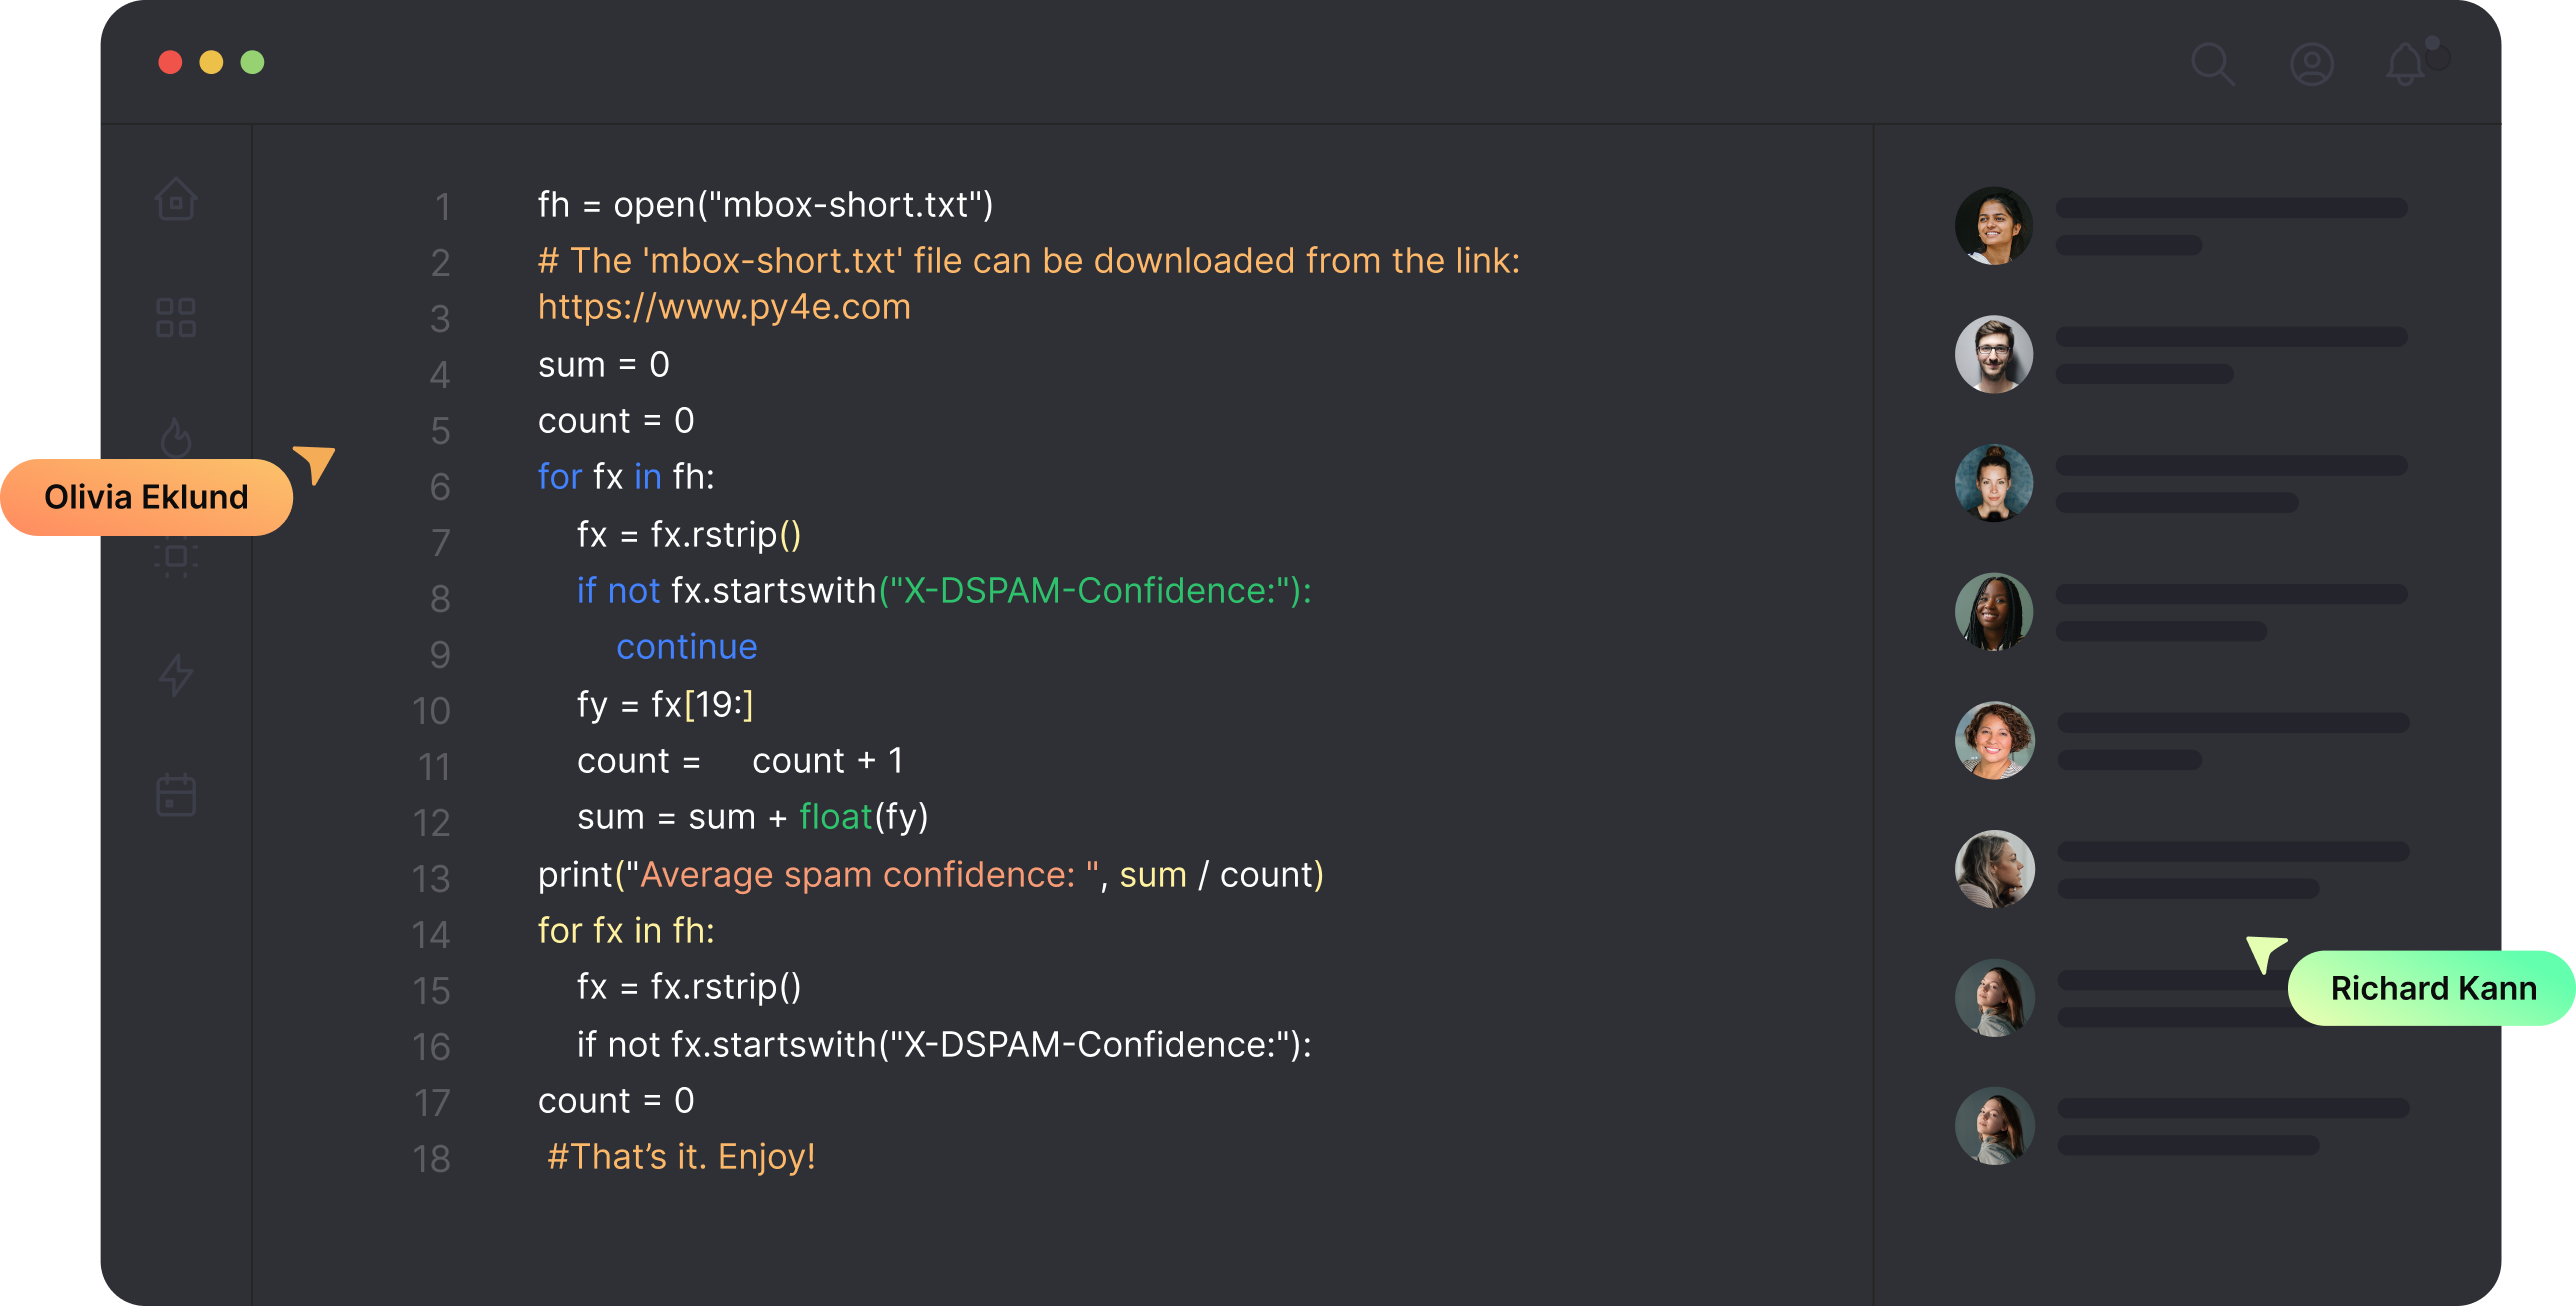 1 fh = open("mbox-short.txt")
2 # The 'mbox-short.txt' file can be downloaded from the link:
3 https://www.py4e.com
4 sum = 0
5 count = 0
6 for fx in fh:
7 fx = fx.rstrip()
8 if not fx.startswith("X-DSPAM-Confidence:"):
9 continue
10 fy = fx[19:]
11 count = count + 1
12 sum = sum + float(fy)
13 print("Average spam confidence: ", sum / count)
14 for fx in fh:
15 fx = fx.rstrip()
16 if not fx.startswith("X-DSPAM-Confidence:"):
17 count = 0
18 #That’s it. Enjoy!
Olivia Eklund
Richard Kann